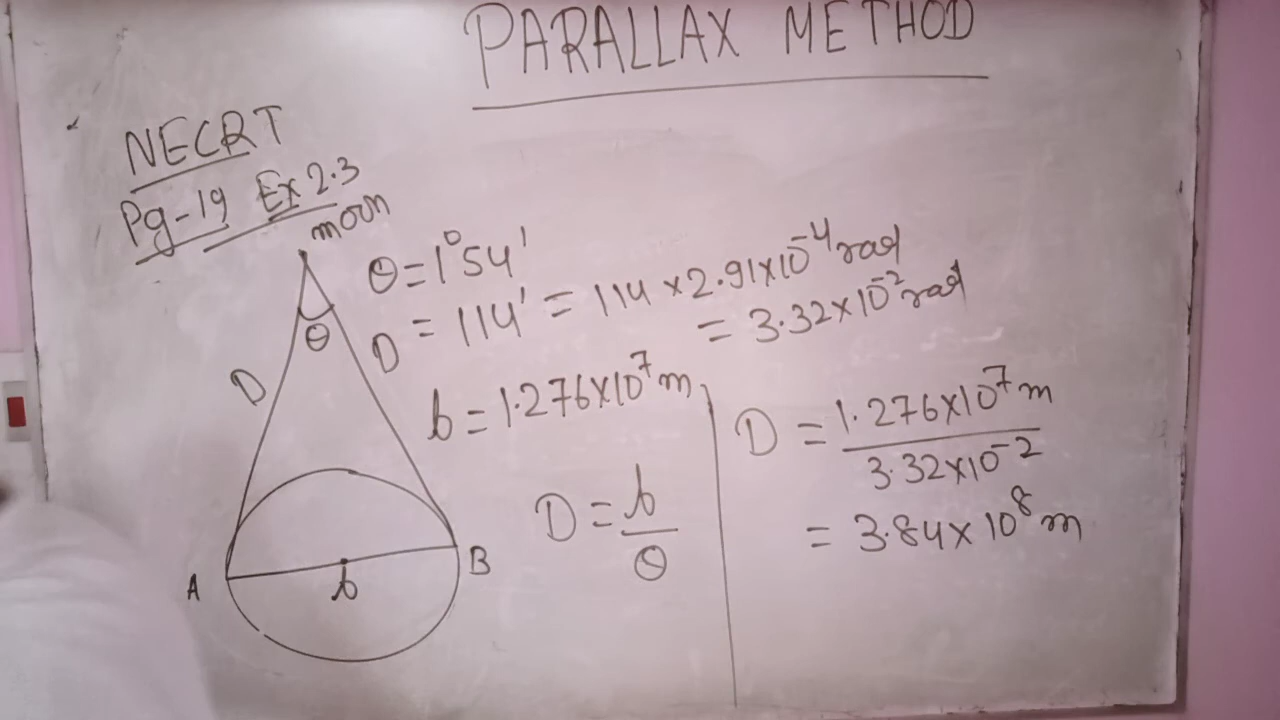 PARALLAX METHOD
NECRT
Pg-19 Ex 2.3
moon
θ = 1°54'
= 114' = 114 × 2.91×10⁻⁴ rad
= 3.32×10⁻² rad
θ
D
D
b = 1.276×10⁷ m
D = b/θ
D = 1.276×10⁷ m
3.32×10⁻²
= 3.84 × 10⁸ m
A
b
B